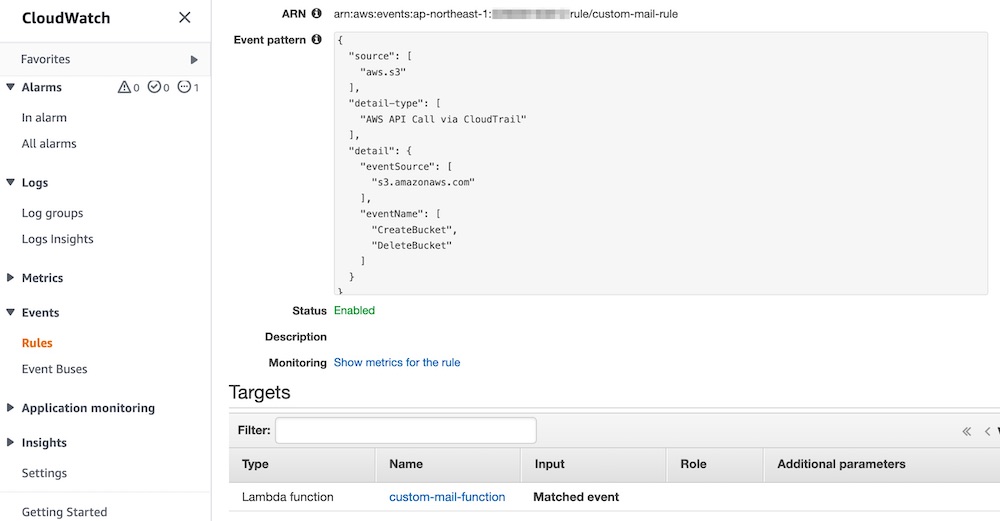 CloudWatch
Favorites
Alarms 0 0 1
In alarm
All alarms
Logs
Log groups
Logs Insights
Metrics
Events
Rules
Event Buses
Application monitoring
Insights
Settings
Getting Started
ARN arn:aws:events:ap-northeast-1: rule/custom-mail-rule
Event pattern {
"source": [
"aws.s3"
],
"detail-type": [
"AWS API Call via CloudTrail"
],
"detail": {
"eventSource": [
"s3.amazonaws.com"
],
"eventName": [
"CreateBucket",
"DeleteBucket"
]
}
}
Status Enabled
Description
Monitoring Show metrics for the rule
Targets
Filter:
Type Name Input Role Additional parameters
Lambda function custom-mail-function Matched event